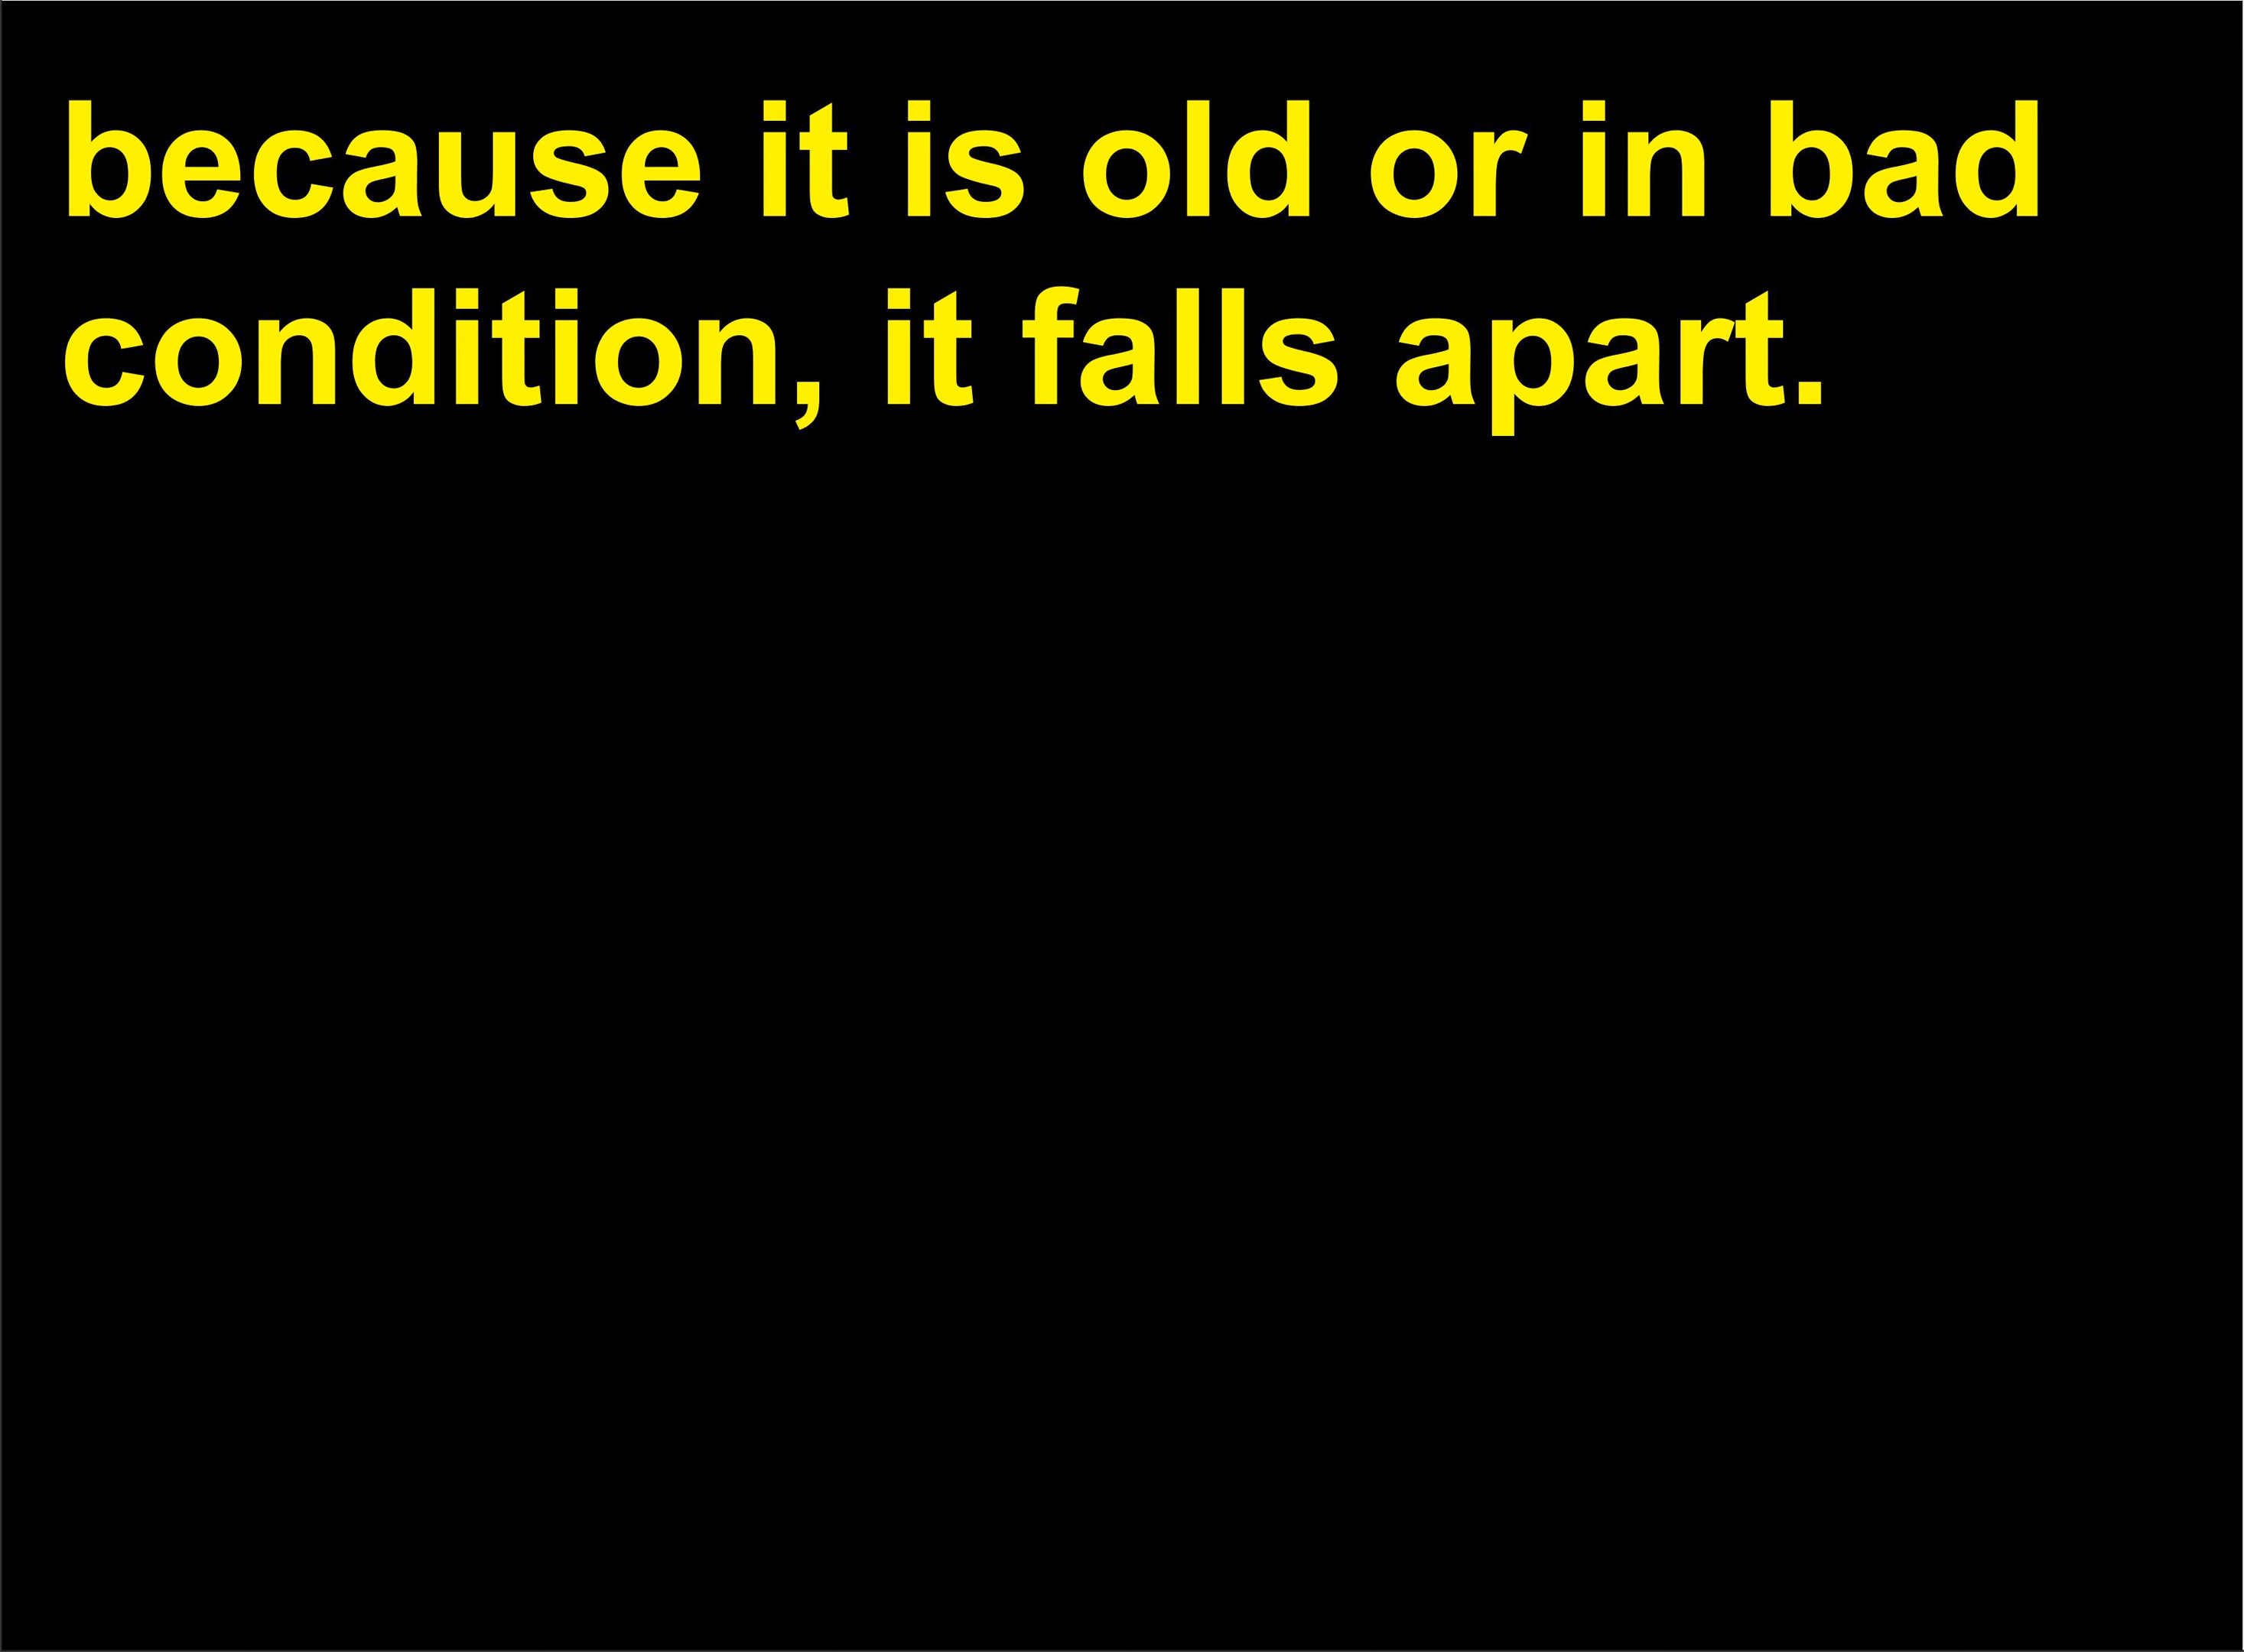 because it is old or in bad
condition, it falls apart.